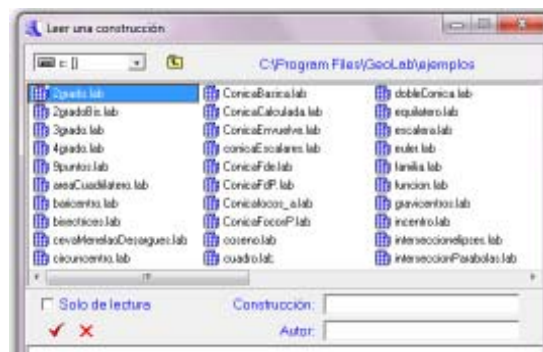 Leer una construcción
c: []
C:\Program Files\GeoLab\ejemplos
2grado.lab
2gradoBis.lab
3grado.lab
4grado.lab
9puntos.lab
areaCuadrilatero.lab
baricentro.lab
bisectrices.lab
cevaMenelaoDesargues.lab
circuncentro.lab
ConicaBasica.lab
ConicaCalculada.lab
ConicaEnvuelve.lab
conicaEscalares.lab
ConicaFde.lab
ConicaFdP.lab
Conicafocos_a.lab
ConicaFocosP.lab
coseno.lab
cuadro.lab
dobleConica.lab
equilatero.lab
escalera.lab
euler.lab
familia.lab
funcion.lab
gravicentros.lab
incentro.lab
interseccionelipses.lab
interseccionParabolas.lab
Solo de lectura
Construcción:
Autor: